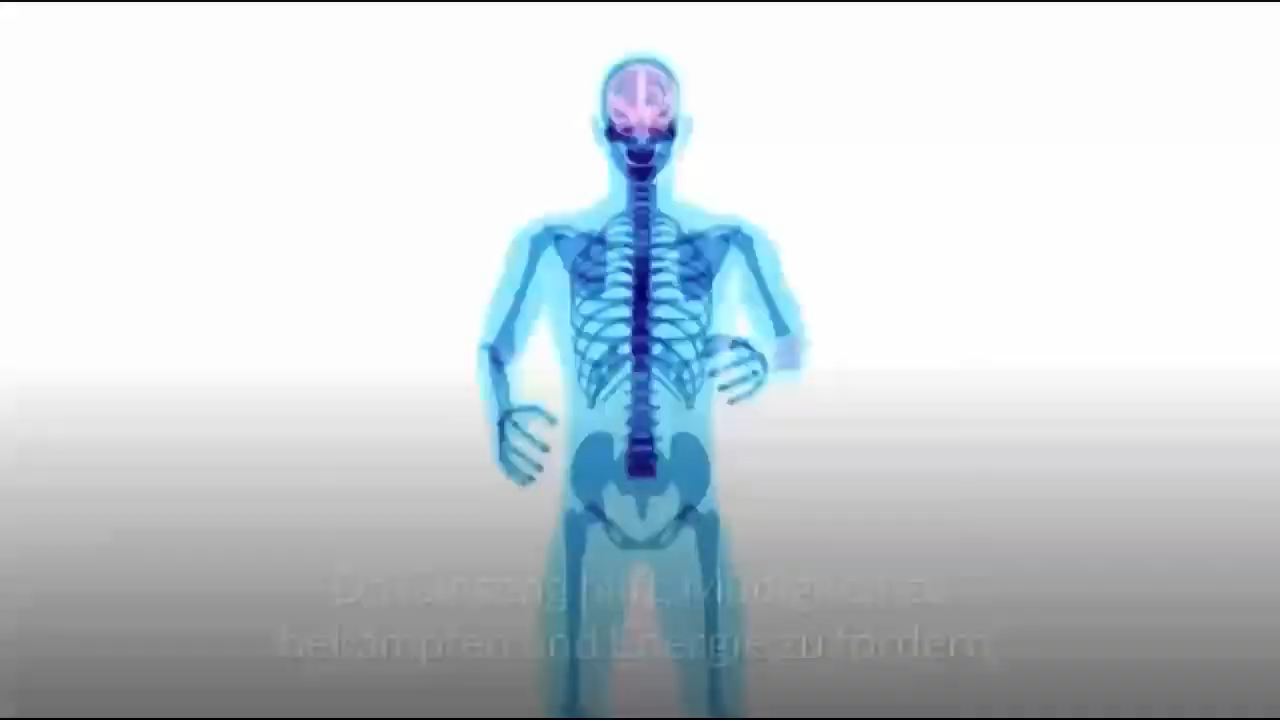 hilft, Müdigkeit zu
bekämpfen und Energie zu fördern,